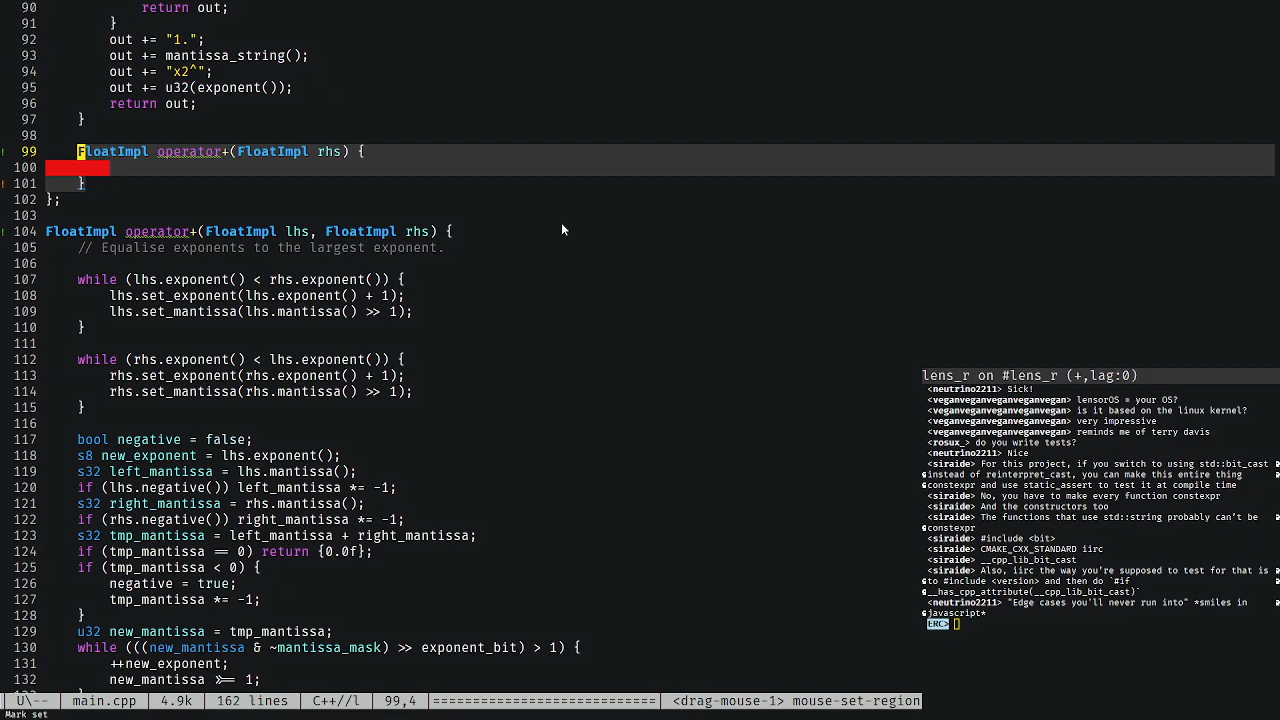 90             return out;
91         }
92         out += "1.";
93         out += mantissa_string();
94         out += "x2^";
95         out += u32(exponent());
96         return out;
97     }
98
! 99     FloatImpl operator+(FloatImpl rhs) {
100
! 101     }
102 };
103
! 104 FloatImpl operator+(FloatImpl lhs, FloatImpl rhs) {
105     // Equalise exponents to the largest exponent.
106
107     while (lhs.exponent() < rhs.exponent()) {
108         lhs.set_exponent(lhs.exponent() + 1);
109         lhs.set_mantissa(lhs.mantissa() >> 1);
110     }
111
112     while (rhs.exponent() < lhs.exponent()) {
113         rhs.set_exponent(rhs.exponent() + 1);
114         rhs.set_mantissa(rhs.mantissa() >> 1);
115     }
116
117     bool negative = false;
118     s8 new_exponent = lhs.exponent();
119     s32 left_mantissa = lhs.mantissa();
120     if (lhs.negative()) left_mantissa *= -1;
121     s32 right_mantissa = rhs.mantissa();
122     if (rhs.negative()) right_mantissa *= -1;
123     s32 tmp_mantissa = left_mantissa + right_mantissa;
124     if (tmp_mantissa == 0) return {0.0f};
125     if (tmp_mantissa < 0) {
126         negative = true;
127         tmp_mantissa *= -1;
128     }
129     u32 new_mantissa = tmp_mantissa;
130     while (((new_mantissa & ~mantissa_mask) >> exponent_bit) > 1) {
131         ++new_exponent;
132         new_mantissa >>= 1;
lens_r on #lens_r (+,lag:0)
<neutrino2211> Sick!
<veganveganveganveganvegan> lensorOS = your OS?
<veganveganveganveganvegan> is it based on the linux kernel?
<veganveganveganveganvegan> very impressive
<veganveganveganveganvegan> reminds me of terry davis
<rosux_> do you write tests?
<neutrino2211> Nice
<siraide> For this project, if you switch to using std::bit_cast
instead of reinterpret_cast, you can make this entire thing
constexpr and use static_assert to test it at compile time
<siraide> No, you have to make every function constexpr
<siraide> And the constructors too
<siraide> The functions that use std::string probably can't be
constexpr
<siraide> #include <bit>
<siraide> CMAKE_CXX_STANDARD iirc
<siraide> __cpp_lib_bit_cast
<siraide> Also, iirc the way you're supposed to test for that is
to #include <version> and then do `#if
__has_cpp_attribute(__cpp_lib_bit_cast)`
<neutrino2211> "Edge cases you'll never run into" *smiles in
javascript*
ERC>
U\-- main.cpp 4.9k 162 lines C++//l 99,4 ============================ <drag-mouse-1> mouse-set-region
Mark set